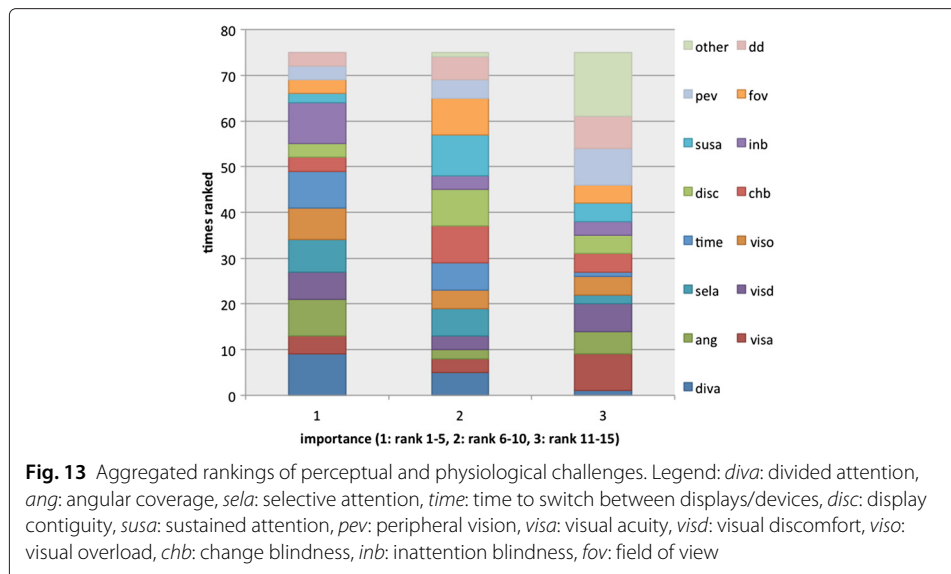 80
70
60
50
40
30
20
10
0
times ranked
1 2 3
importance (1: rank 1-5, 2: rank 6-10, 3: rank 11-15)
other dd
pev fov
susa inb
disc chb
time viso
sela visd
ang visa
diva
Fig. 13 Aggregated rankings of perceptual and physiological challenges. Legend: diva: divided attention,
ang: angular coverage, sela: selective attention, time: time to switch between displays/devices, disc: display
contiguity, susa: sustained attention, pev: peripheral vision, visa: visual acuity, visd: visual discomfort, viso:
visual overload, chb: change blindness, inb: inattention blindness, fov: field of view